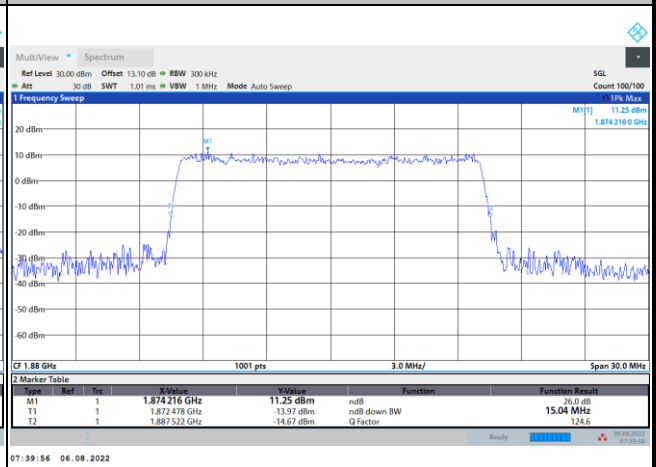 MultiView Spectrum
Ref Level 30.00 dBm Offset 13.10 dB RBW 300 kHz SGL
Att 30 dB SWT 1.01 ms VBW 1 MHz Mode Auto Sweep Count 100/100
1 Frequency Sweep 1Pk Max
M1[1] 11.25 dBm
1.874 216 0 GHz
20 dBm
M1
10 dBm
0 dBm
-10 dBm
T1
T2
-20 dBm
-30 dBm
-40 dBm
-50 dBm
-60 dBm
CF 1.88 GHz 1001 pts 3.0 MHz/ Span 30.0 MHz
2 Marker Table
Type Ref Trc X-Value Y-Value Function Function Result
M1 1 1.874 216 GHz 11.25 dBm ndB 26.0 dB
T1 1 1.872 478 GHz -13.97 dBm ndB down BW 15.04 MHz
T2 1 1.887 522 GHz -14.67 dBm Q Factor 124.6
Ready 06.08.2022
07:39:56
07:39:56 06.08.2022